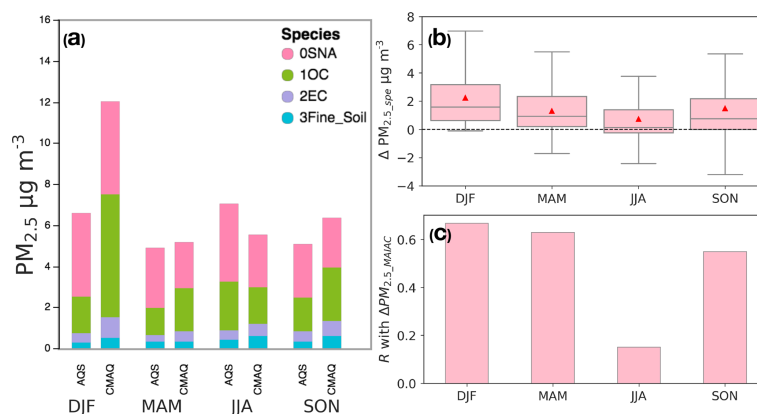 (a)
PM2.5 µg m-3
16
14
12
10
8
6
4
2
0
Species
0SNA
1OC
2EC
3Fine_Soil
AQS
CMAQ
AQS
CMAQ
AQS
CMAQ
AQS
CMAQ
DJF
MAM
JJA
SON
(b)
Δ PM2.5_spe µg m-3
8
6
4
2
0
−2
−4
DJF
MAM
JJA
SON
(c)
R with ΔPM2.5_MAIAC
0.6
0.4
0.2
0.0
DJF
MAM
JJA
SON